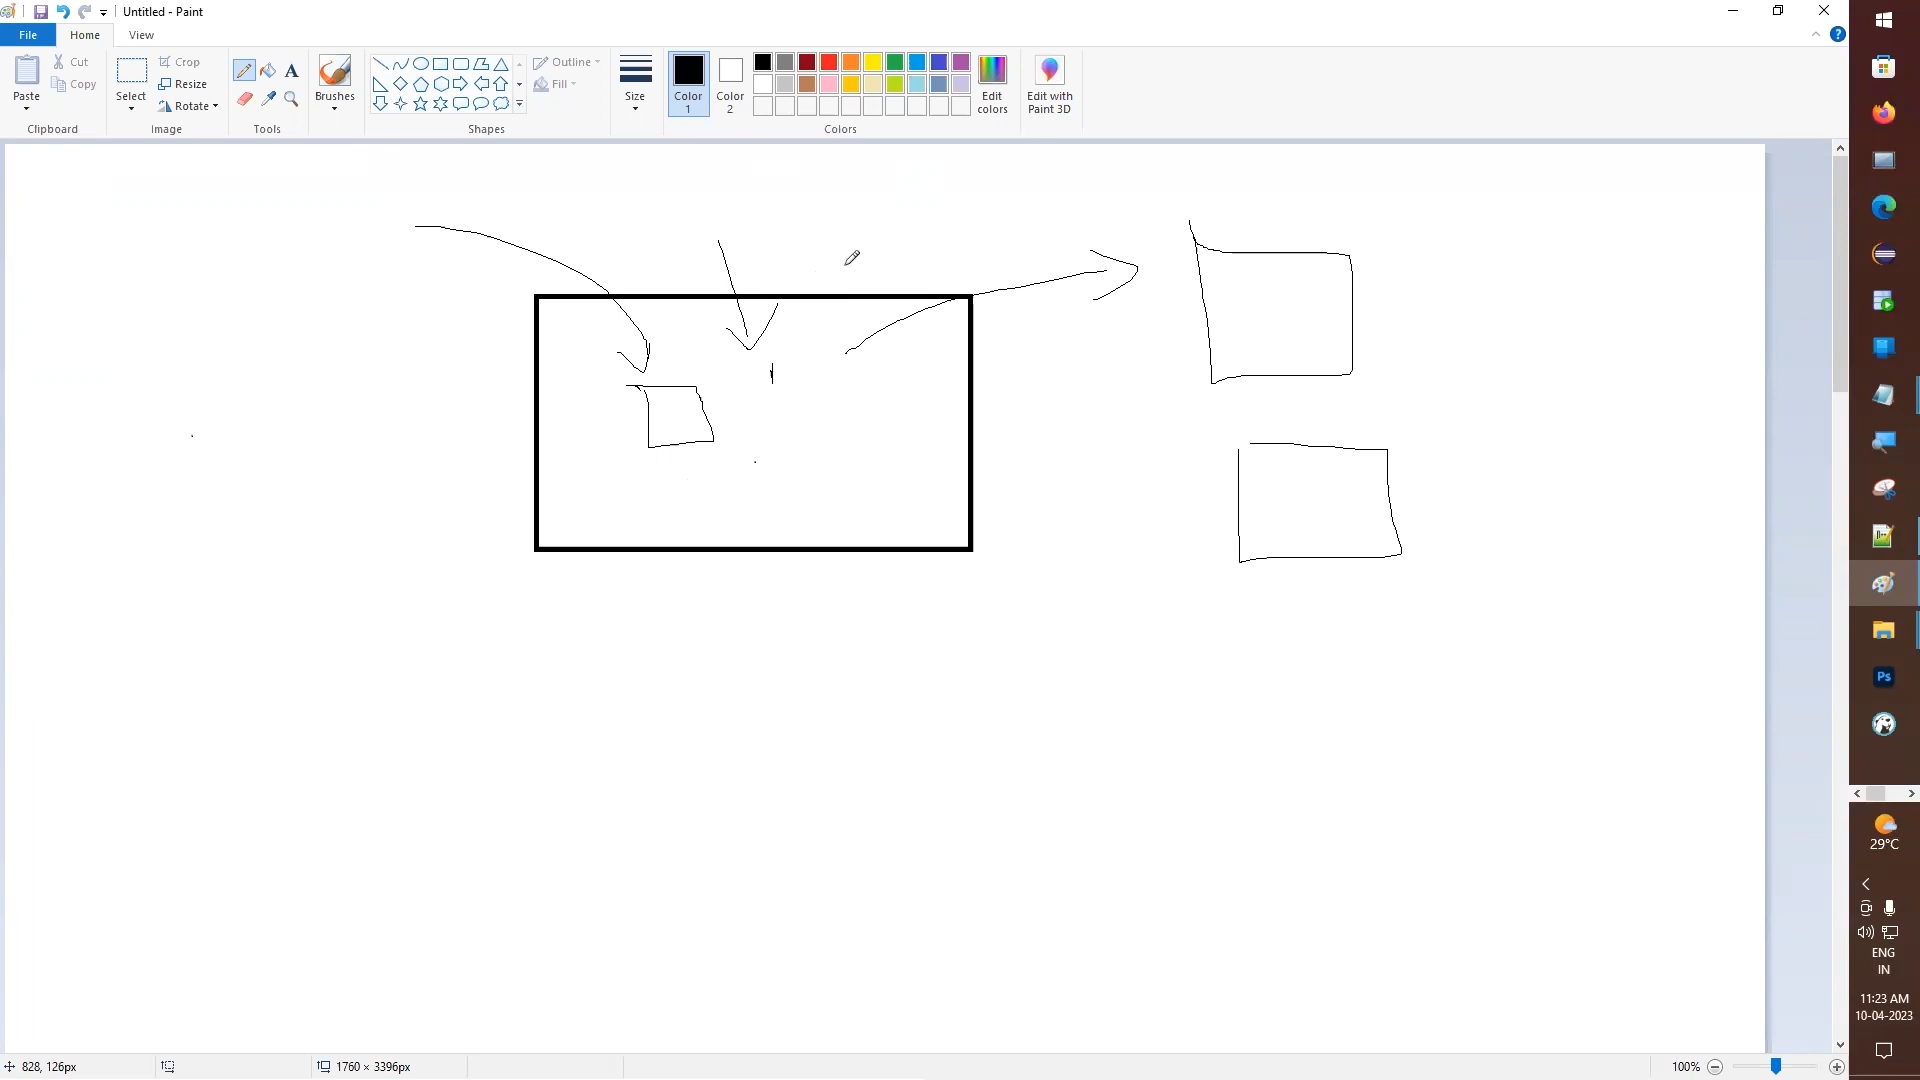 Untitled - Paint
File Home View
Paste
Cut
Copy
Clipboard
Select
Crop
Resize
Rotate
Image
A
Tools
Brushes
Shapes
Outline
Fill
Size
Color 1
Color 2
Edit colors
Edit with Paint 3D
Colors
?
Ps
29°C
ENG
IN
11:23 AM
10-04-2023
828, 126px
1760 × 3396px
100%